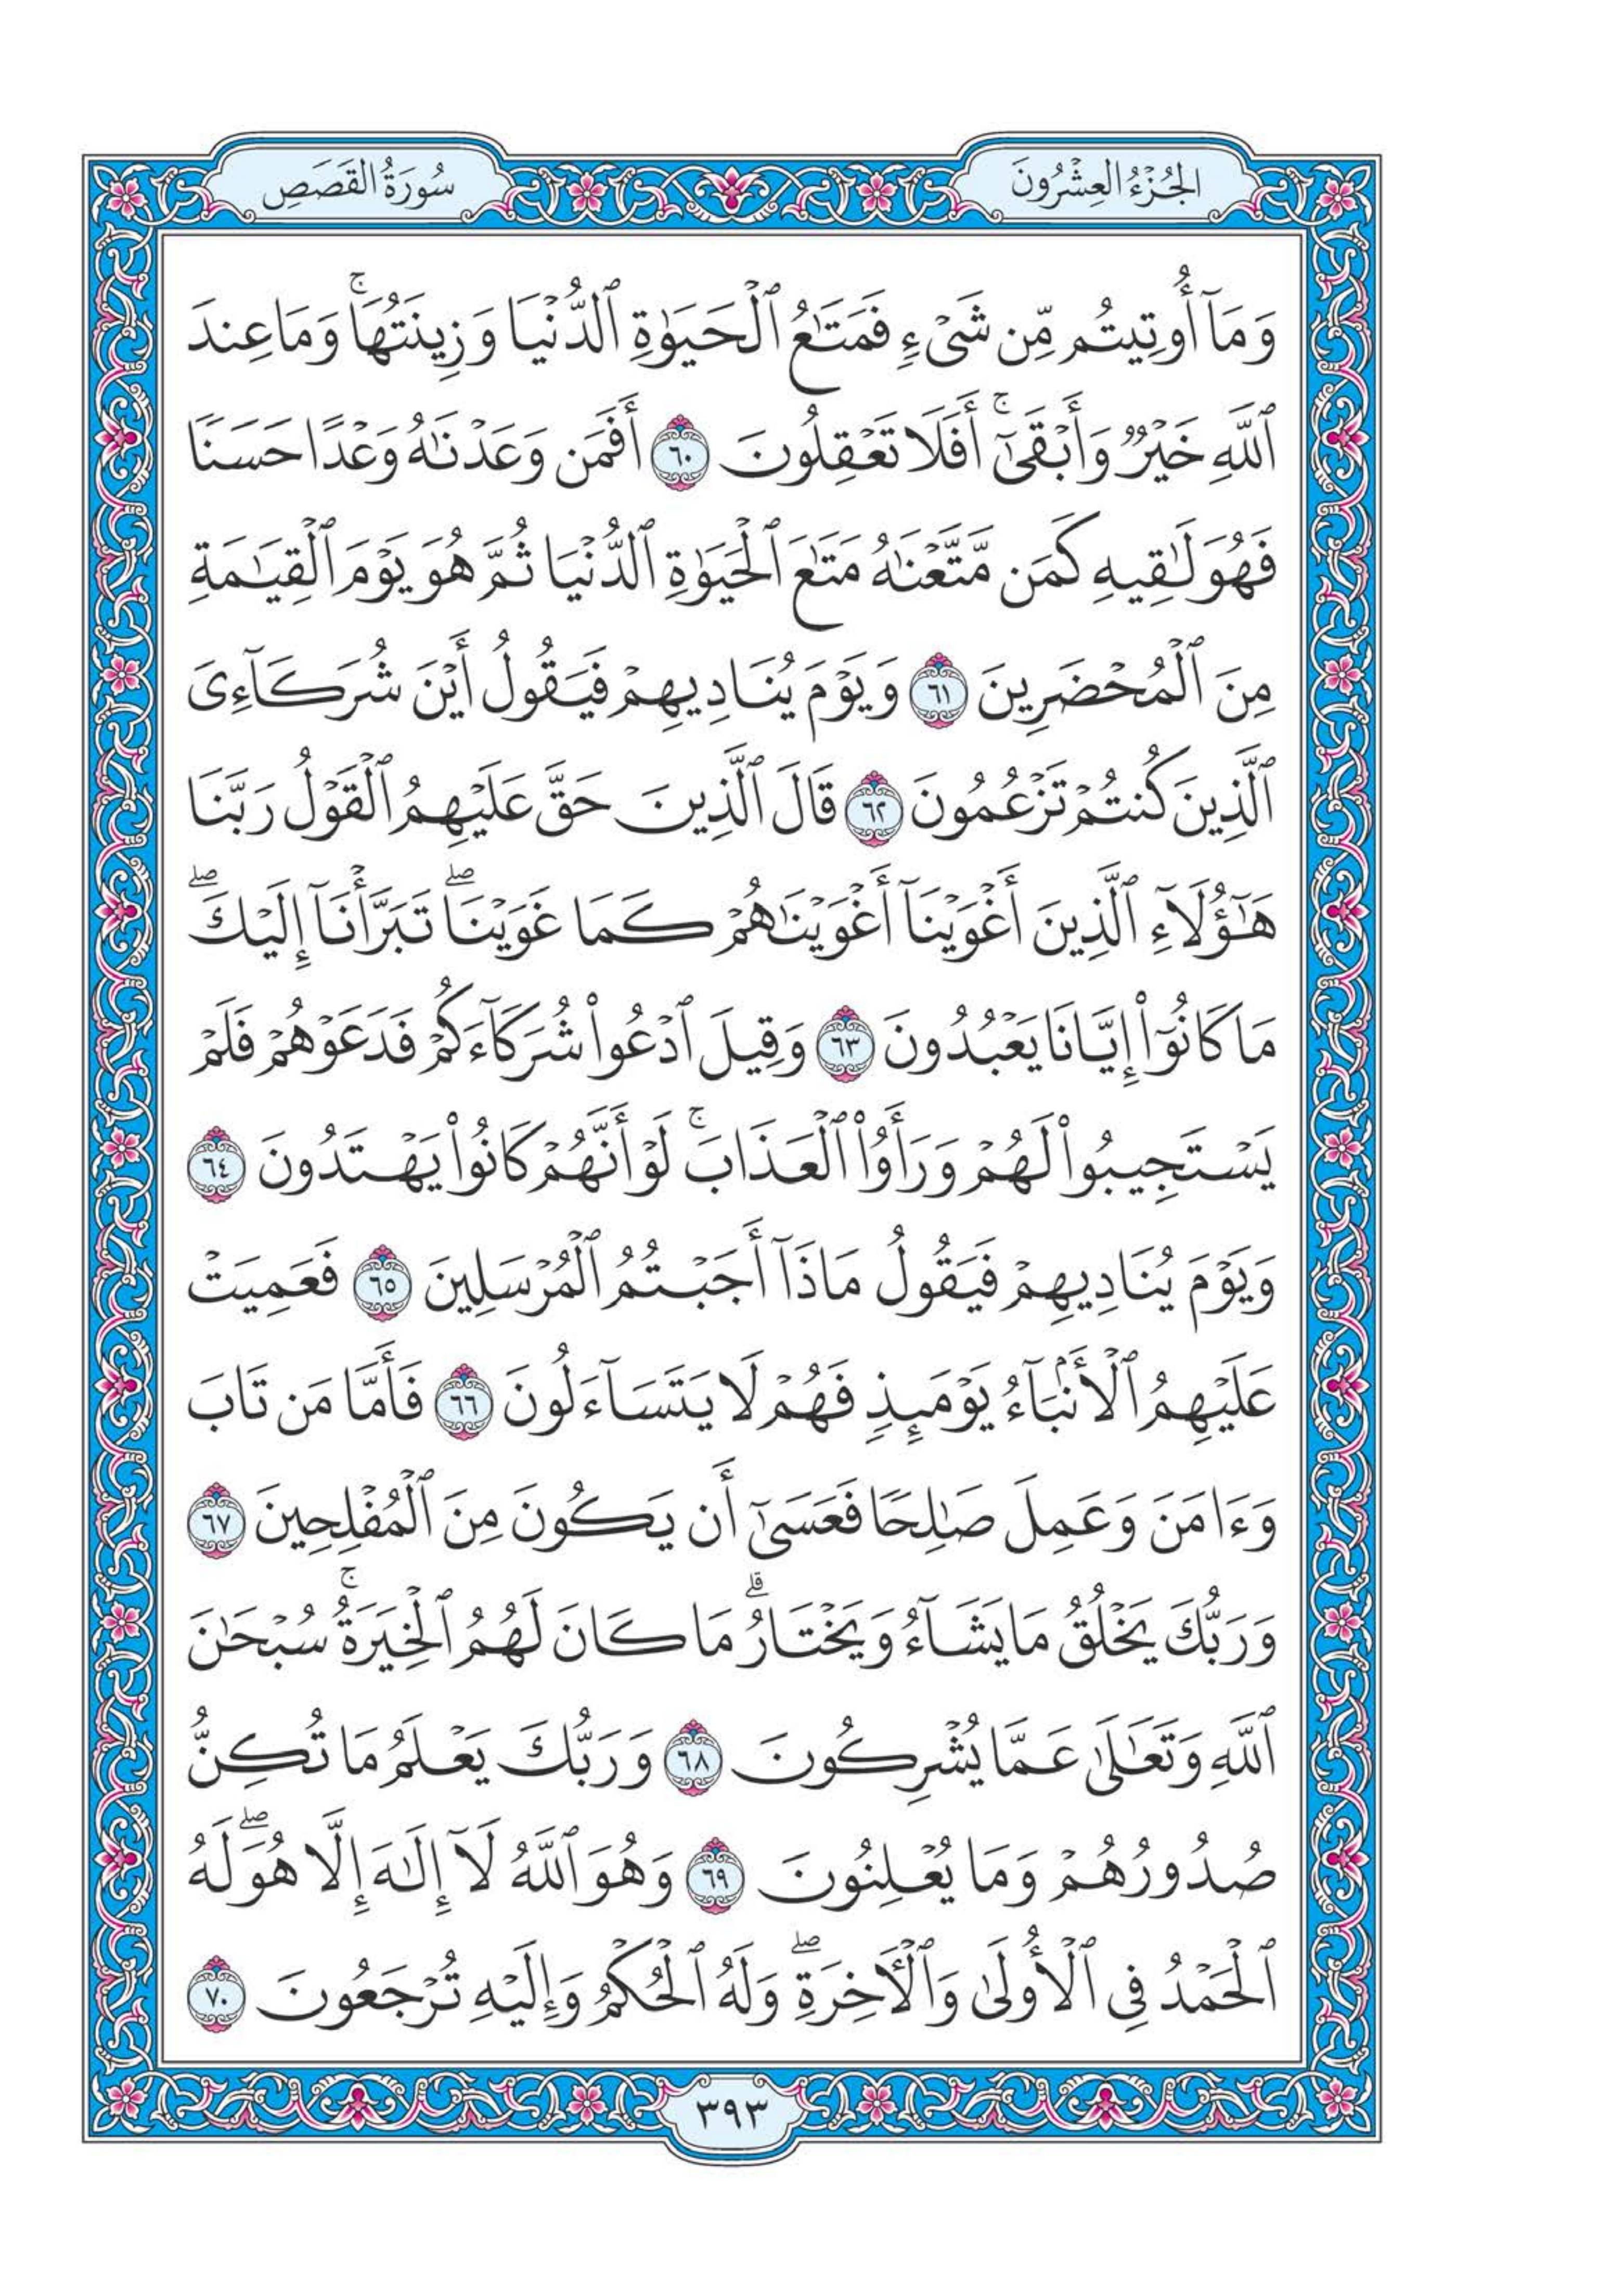 الجُزْءُ العِشْرُونَ
سُورَةُ القَصَصِ
وَمَآ أُوتِيتُم مِّن شَىْءٍ فَمَتَٰعُ ٱلْحَيَوٰةِ ٱلدُّنْيَا وَزِينَتُهَا ۚ وَمَا عِندَ
ٱللَّهِ خَيْرٌ وَأَبْقَىٰٓ ۚ أَفَلَا تَعْقِلُونَ ٦٠ أَفَمَن وَعَدْنَٰهُ وَعْدًا حَسَنًا
فَهُوَ لَٰقِيهِ كَمَن مَّتَّعْنَٰهُ مَتَٰعَ ٱلْحَيَوٰةِ ٱلدُّنْيَا ثُمَّ هُوَ يَوْمَ ٱلْقِيَٰمَةِ
مِنَ ٱلْمُحْضَرِينَ ٦١ وَيَوْمَ يُنَادِيهِمْ فَيَقُولُ أَيْنَ شُرَكَآءِىَ
ٱلَّذِينَ كُنتُمْ تَزْعُمُونَ ٦٢ قَالَ ٱلَّذِينَ حَقَّ عَلَيْهِمُ ٱلْقَوْلُ رَبَّنَا
هَٰٓؤُلَآءِ ٱلَّذِينَ أَغْوَيْنَآ أَغْوَيْنَٰهُمْ كَمَا غَوَيْنَا ۖ تَبَرَّأْنَآ إِلَيْكَ ۖ
مَا كَانُوٓا۟ إِيَّانَا يَعْبُدُونَ ٦٣ وَقِيلَ ٱدْعُوا۟ شُرَكَآءَكُمْ فَدَعَوْهُمْ فَلَمْ
يَسْتَجِيبُوا۟ لَهُمْ وَرَأَوُا۟ ٱلْعَذَابَ ۚ لَوْ أَنَّهُمْ كَانُوا۟ يَهْتَدُونَ ٦٤
وَيَوْمَ يُنَادِيهِمْ فَيَقُولُ مَاذَآ أَجَبْتُمُ ٱلْمُرْسَلِينَ ٦٥ فَعَمِيَتْ
عَلَيْهِمُ ٱلْأَنۢبَآءُ يَوْمَئِذٍ فَهُمْ لَا يَتَسَآءَلُونَ ٦٦ فَأَمَّا مَن تَابَ
وَءَامَنَ وَعَمِلَ صَٰلِحًا فَعَسَىٰٓ أَن يَكُونَ مِنَ ٱلْمُفْلِحِينَ ٦٧
وَرَبُّكَ يَخْلُقُ مَا يَشَآءُ وَيَخْتَارُ ۗ مَا كَانَ لَهُمُ ٱلْخِيَرَةُ ۚ سُبْحَٰنَ
ٱللَّهِ وَتَعَٰلَىٰ عَمَّا يُشْرِكُونَ ٦٨ وَرَبُّكَ يَعْلَمُ مَا تُكِنُّ
صُدُورُهُمْ وَمَا يُعْلِنُونَ ٦٩ وَهُوَ ٱللَّهُ لَآ إِلَٰهَ إِلَّا هُوَ ۖ لَهُ
ٱلْحَمْدُ فِى ٱلْأُولَىٰ وَٱلْـَٔاخِرَةِ ۖ وَلَهُ ٱلْحُكْمُ وَإِلَيْهِ تُرْجَعُونَ ٧٠
٣٩٣